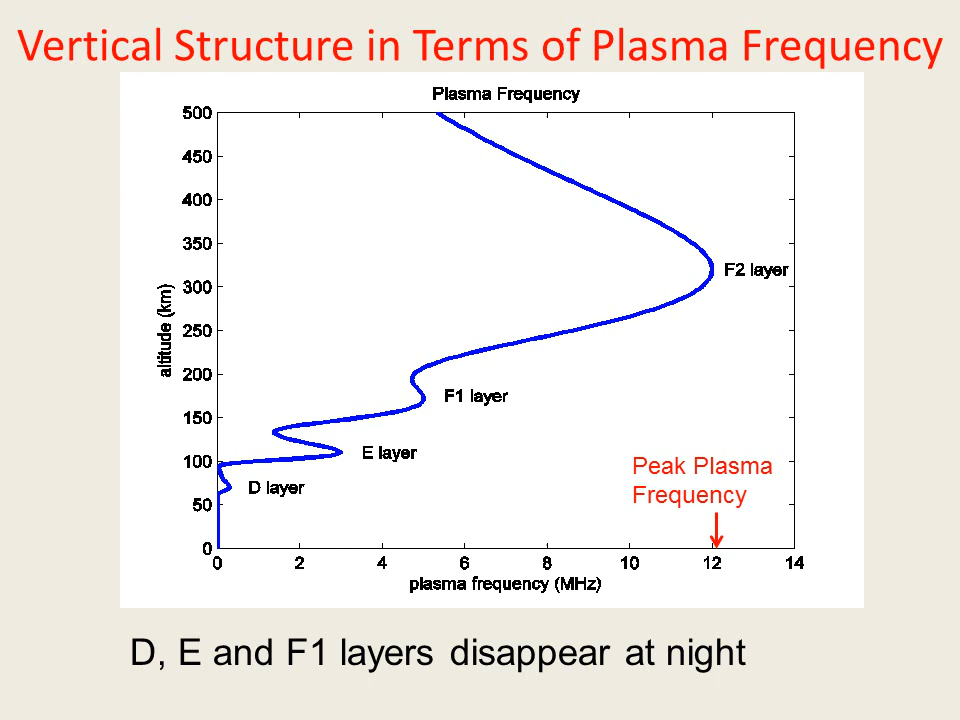 Vertical Structure in Terms of Plasma Frequency
Plasma Frequency
500
450
400
350
300
250
200
150
100
50
0
altitude (km)
F2 layer
F1 layer
E layer
D layer
Peak Plasma
Frequency
0 2 4 6 8 10 12 14
plasma frequency (MHz)
D, E and F1 layers disappear at night